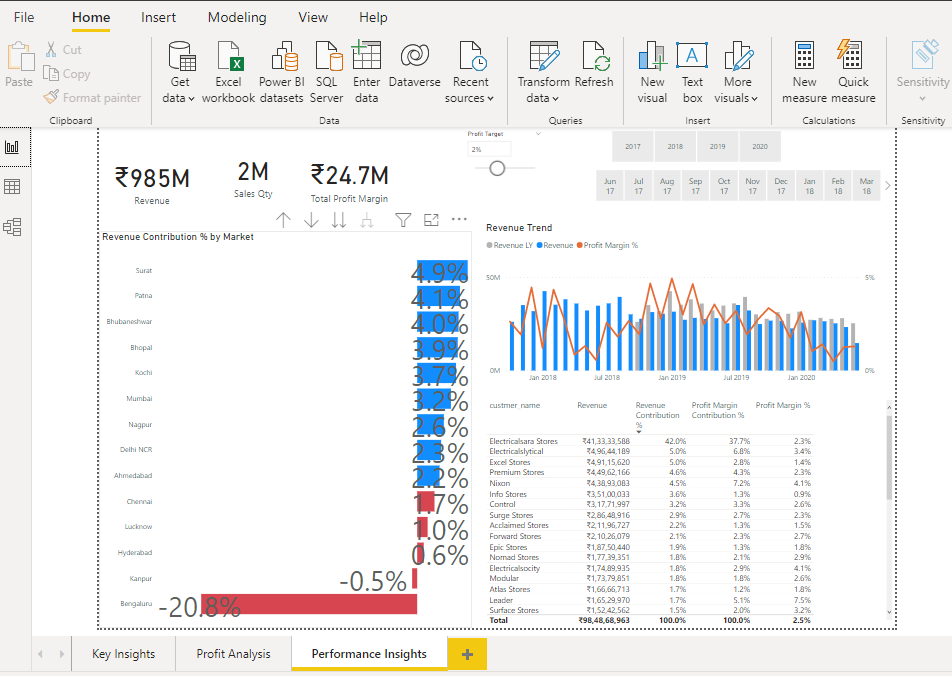 File Home Insert Modeling View Help
Paste
Cut
Copy
Format painter
Clipboard
Get data
Excel workbook
Power BI datasets
SQL Server
Enter data
Dataverse
Recent sources
Data
Transform data
Refresh
Queries
New visual
Text box
More visuals
Insert
New measure
Quick measure
Calculations
Sensitivity
Sensitivity
Profit Target
2%
2017 2018 2019 2020
Jun 17 Jul 17 Aug 17 Sep 17 Oct 17 Nov 17 Dec 17 Jan 18 Feb 18 Mar 18
₹985M
Revenue
2M
Sales Qty
₹24.7M
Total Profit Margin
Revenue Contribution % by Market
Surat 4.9%
Patna 4.1%
Bhubaneshwar 4.0%
Bhopal 3.9%
Kochi 3.7%
Mumbai 3.2%
Nagpur 2.6%
Delhi NCR 2.3%
Ahmedabad 2.2%
Chennai 1.7%
Lucknow 1.0%
Hyderabad 0.6%
Kanpur -0.5%
Bengaluru -20.8%
Revenue Trend
Revenue LY Revenue Profit Margin %
50M 5%
0M 0%
Jan 2018 Jul 2018 Jan 2019 Jul 2019 Jan 2020
custmer_name Revenue Revenue Contribution % Profit Margin Contribution % Profit Margin %
Electricalsara Stores ₹41,33,33,588 42.0% 37.7% 2.3%
Electricalslytical ₹4,96,44,189 5.0% 6.8% 3.4%
Excel Stores ₹4,91,15,620 5.0% 2.8% 1.4%
Premium Stores ₹4,49,62,166 4.6% 4.3% 2.3%
Nixon ₹4,38,93,083 4.5% 7.2% 4.1%
Info Stores ₹3,51,00,033 3.6% 1.3% 0.9%
Control ₹3,17,71,997 3.2% 3.3% 2.6%
Surge Stores ₹2,86,48,916 2.9% 2.7% 2.3%
Acclaimed Stores ₹2,11,96,727 2.2% 1.3% 1.5%
Forward Stores ₹2,10,26,079 2.1% 2.3% 2.7%
Epic Stores ₹1,87,50,440 1.9% 1.3% 1.8%
Nomad Stores ₹1,77,39,351 1.8% 2.1% 2.9%
Electricalsocity ₹1,74,89,935 1.8% 2.9% 4.1%
Modular ₹1,73,79,851 1.8% 1.8% 2.6%
Atlas Stores ₹1,66,66,713 1.7% 1.2% 1.8%
Leader ₹1,65,29,970 1.7% 5.1% 7.5%
Surface Stores ₹1,52,42,562 1.5% 2.0% 3.2%
Total ₹98,48,68,963 100.0% 100.0% 2.5%
Key Insights Profit Analysis Performance Insights